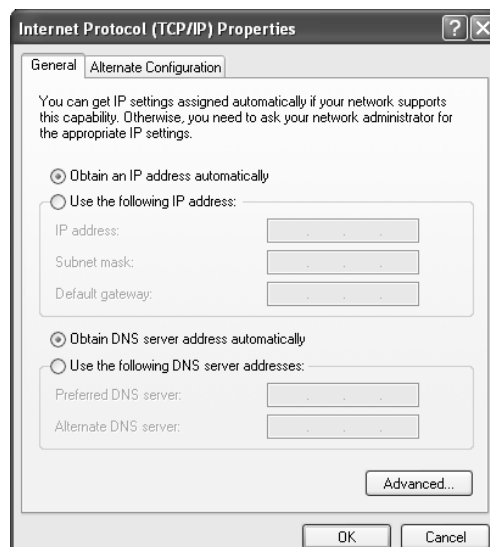 Internet Protocol (TCP/IP) Properties
General
Alternate Configuration
You can get IP settings assigned automatically if your network supports
this capability. Otherwise, you need to ask your network administrator for
the appropriate IP settings.
Obtain an IP address automatically
Use the following IP address:
IP address:
Subnet mask:
Default gateway:
Obtain DNS server address automatically
Use the following DNS server addresses:
Preferred DNS server:
Alternate DNS server:
Advanced...
OK
Cancel